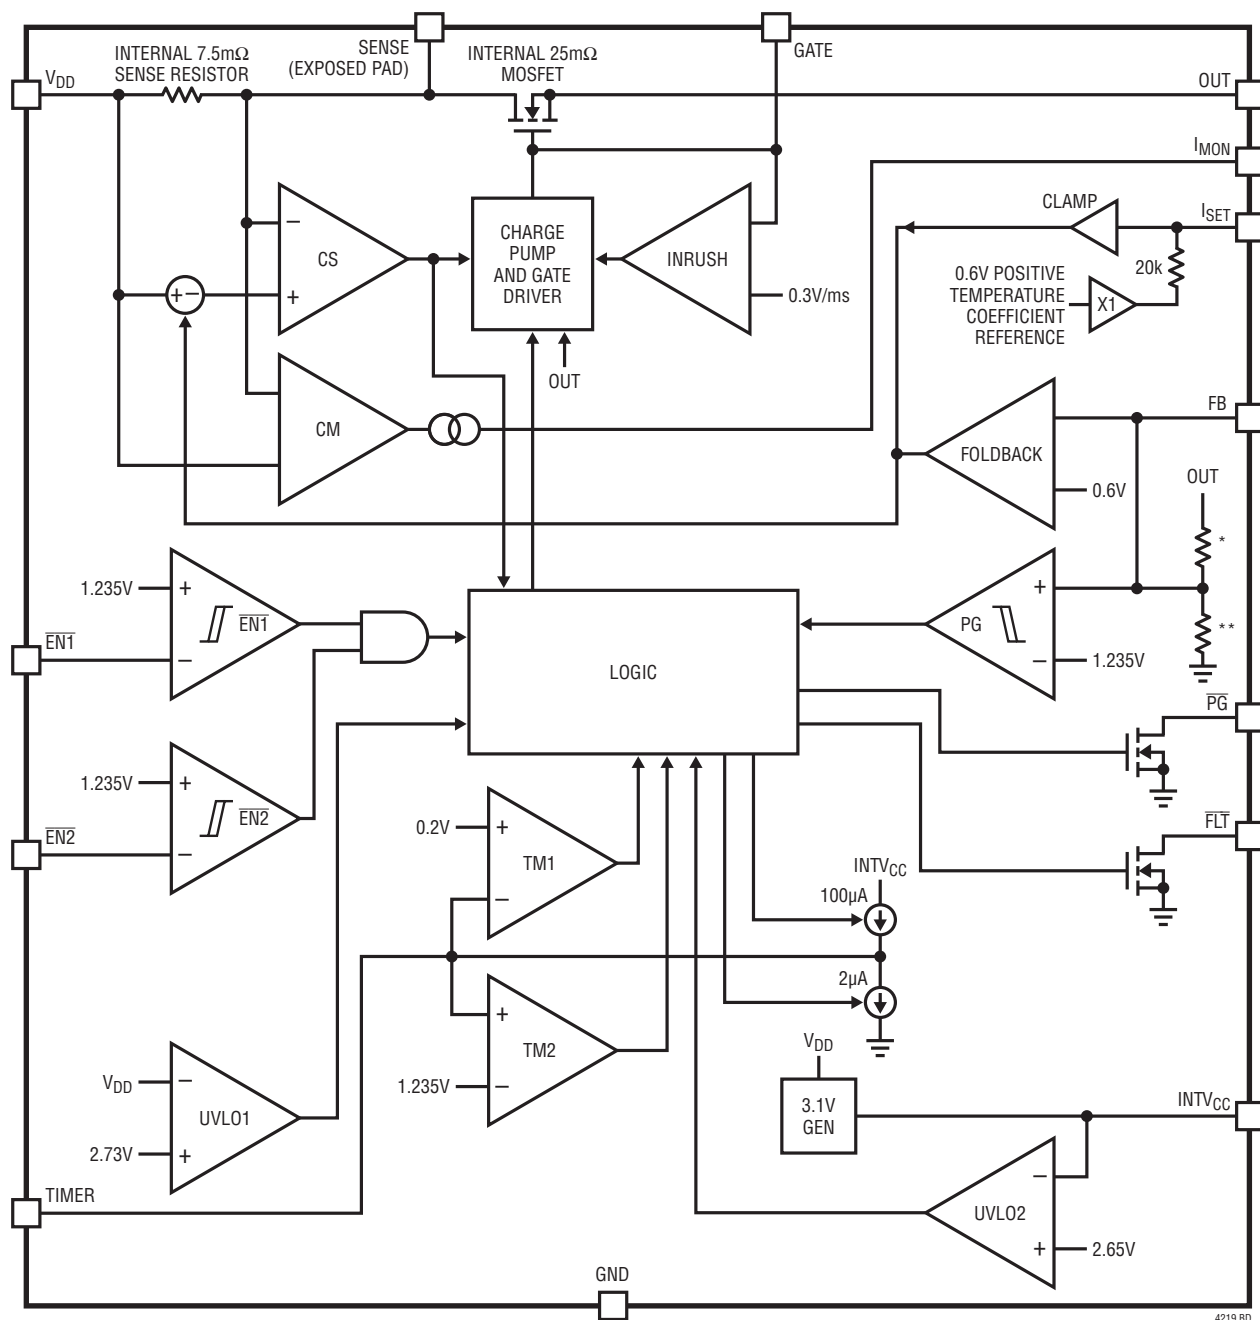 INTERNAL 7.5mΩ
SENSE RESISTOR
SENSE
(EXPOSED PAD)
INTERNAL 25mΩ
MOSFET
GATE
VDD
OUT
IMON
CLAMP
ISET
−
CS
+
+−
CHARGE
PUMP
AND GATE
DRIVER
INRUSH
0.3V/ms
20k
0.6V POSITIVE
TEMPERATURE
COEFFICIENT
REFERENCE
X1
OUT
CM
FB
FOLDBACK
0.6V
OUT
*
1.235V
+
EN1
−
EN1
LOGIC
+
PG
−
1.235V
**
PG
1.235V
+
EN2
−
EN2
0.2V
+
TM1
−
FLT
INTVCC
100µA
2µA
+
TM2
−
1.235V
VDD
−
UVLO1
2.73V
+
VDD
3.1V
GEN
INTVCC
−
UVLO2
+
2.65V
TIMER
GND
4219 BD